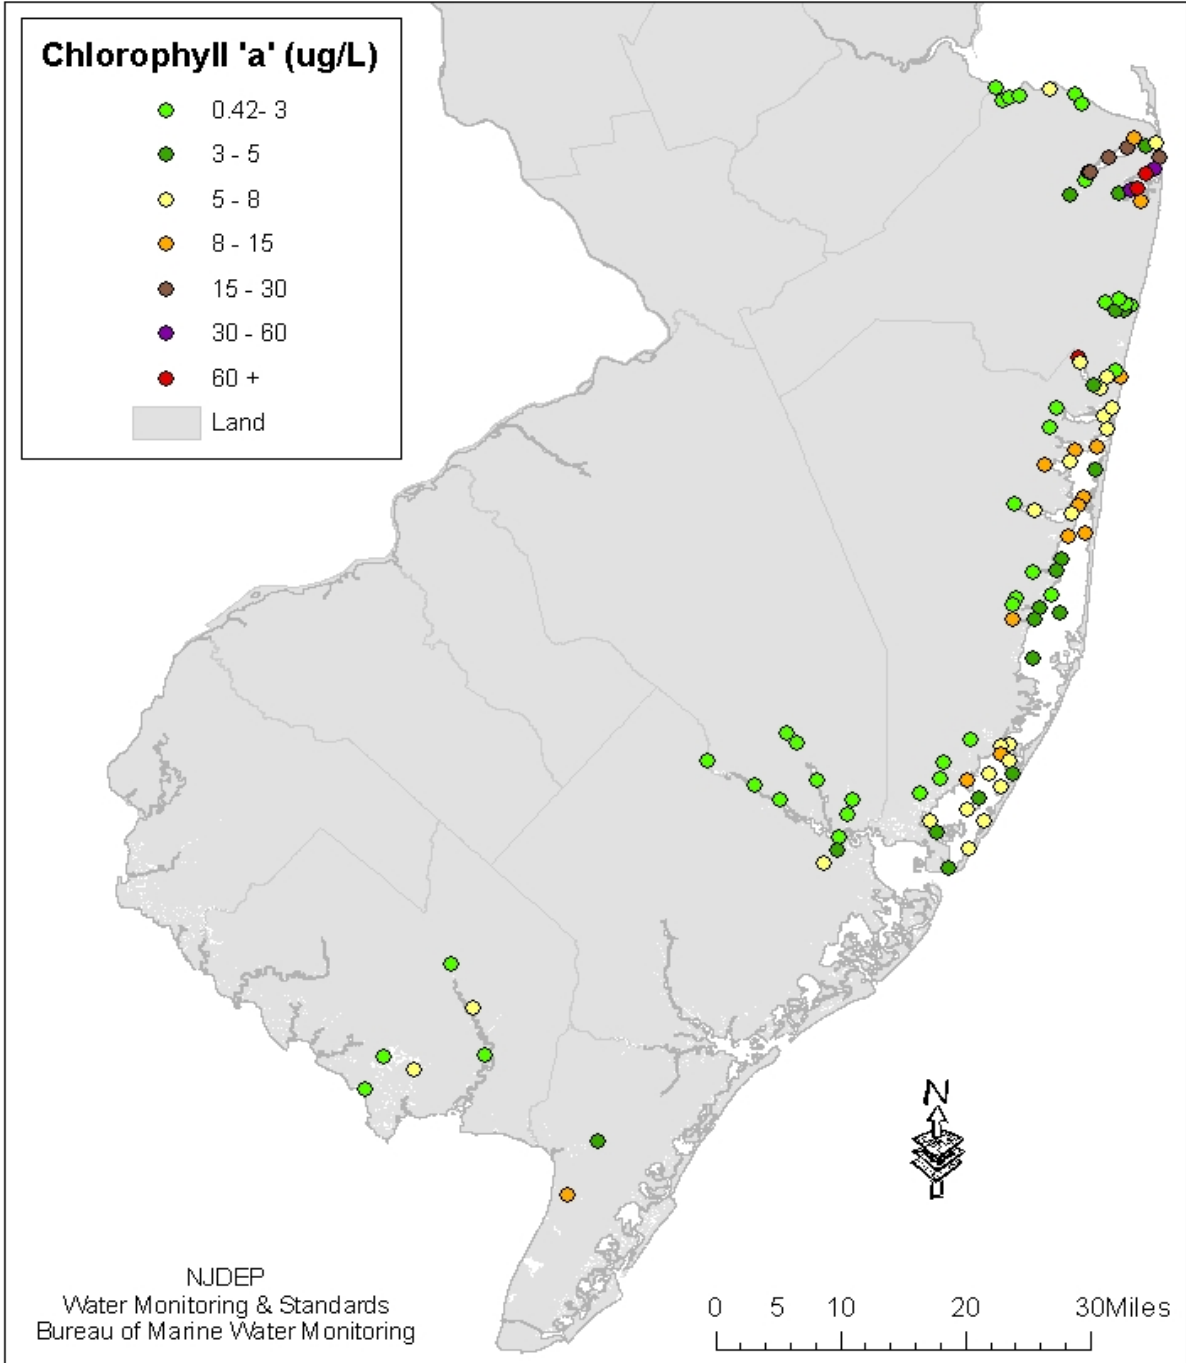 Chlorophyll 'a' (ug/L)
0.42- 3
3 - 5
5 - 8
8 - 15
15 - 30
30 - 60
60 +
Land
N
NJDEP
Water Monitoring & Standards
Bureau of Marine Water Monitoring
0 5 10 20 30Miles